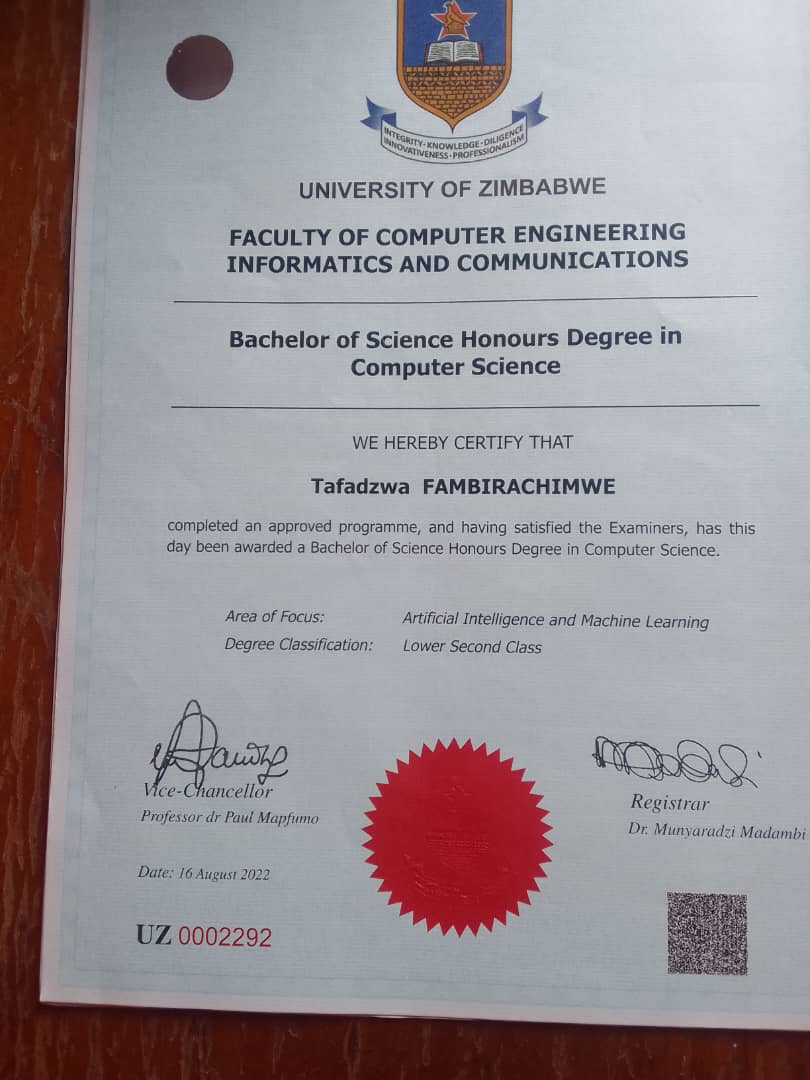 INTEGRITY · KNOWLEDGE · DILIGENCE
INNOVATIVENESS · PROFESSIONALISM
UNIVERSITY OF ZIMBABWE
FACULTY OF COMPUTER ENGINEERING
INFORMATICS AND COMMUNICATIONS
Bachelor of Science Honours Degree in
Computer Science
WE HEREBY CERTIFY THAT
Tafadzwa FAMBIRACHIMWE
completed an approved programme, and having satisfied the Examiners, has this
day been awarded a Bachelor of Science Honours Degree in Computer Science.
Area of Focus: Artificial Intelligence and Machine Learning
Degree Classification: Lower Second Class
Vice-Chancellor
Professor dr Paul Mapfumo
Registrar
Dr. Munyaradzi Madambi
Date: 16 August 2022
UZ 0002292